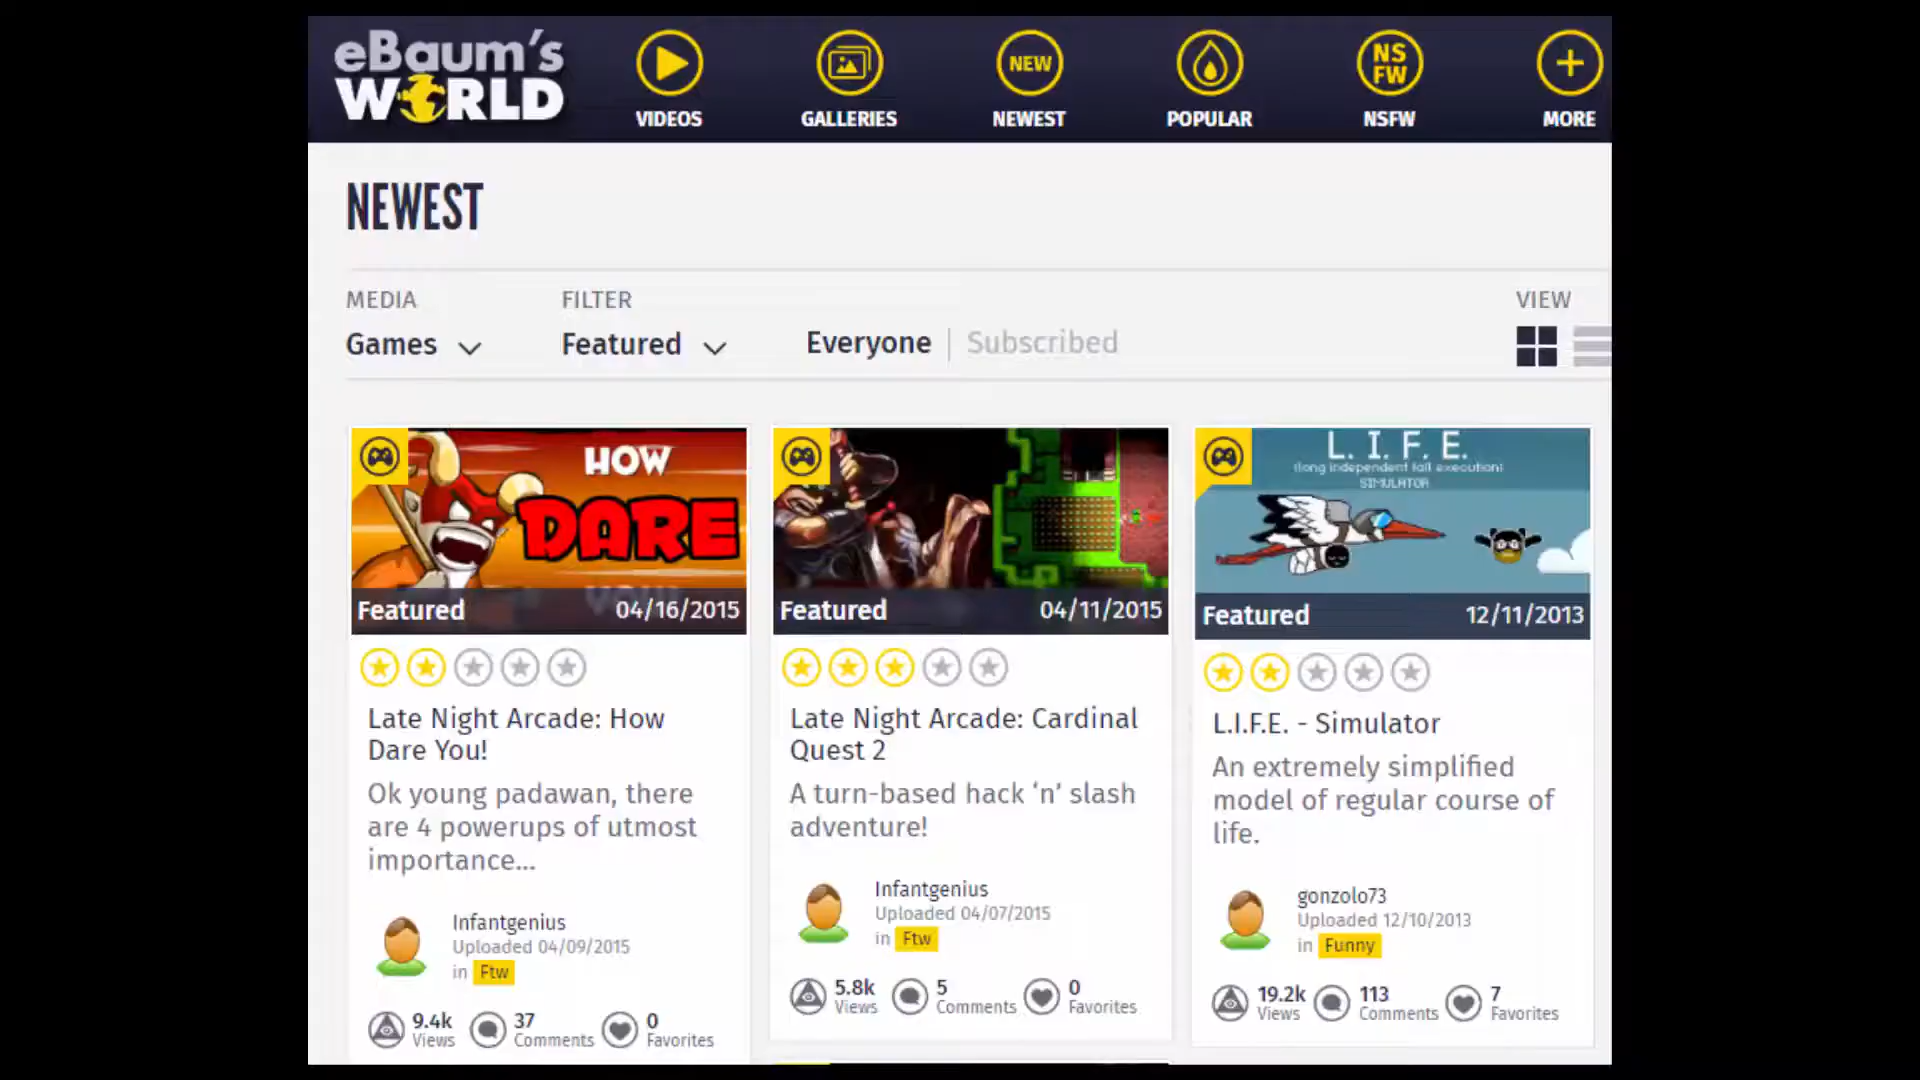 eBaum's
WORLD
NEW
NS
FW
VIDEOS
GALLERIES
NEWEST
POPULAR
NSFW
MORE
NEWEST
MEDIA
FILTER
VIEW
Games
Featured
Everyone
Subscribed
HOW
DARE
Featured
04/16/2015
Late Night Arcade: How
Dare You!
Ok young padawan, there
are 4 powerups of utmost
importance...
Infantgenius
Uploaded 04/09/2015
in Ftw
9.4k
Views
37
Comments
0
Favorites
Featured
04/11/2015
Late Night Arcade: Cardinal
Quest 2
A turn-based hack ‘n’ slash
adventure!
Infantgenius
Uploaded 04/07/2015
in Ftw
5.8k
Views
5
Comments
0
Favorites
L. I. F. E.
(long independent fall execution)
SIMULATOR
Featured
12/11/2013
L.I.F.E. - Simulator
An extremely simplified
model of regular course of
life.
gonzolo73
Uploaded 12/10/2013
in Funny
19.2k
Views
113
Comments
7
Favorites